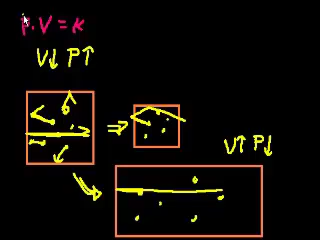 P.V = K
V↓ P↑
V↑ P↓